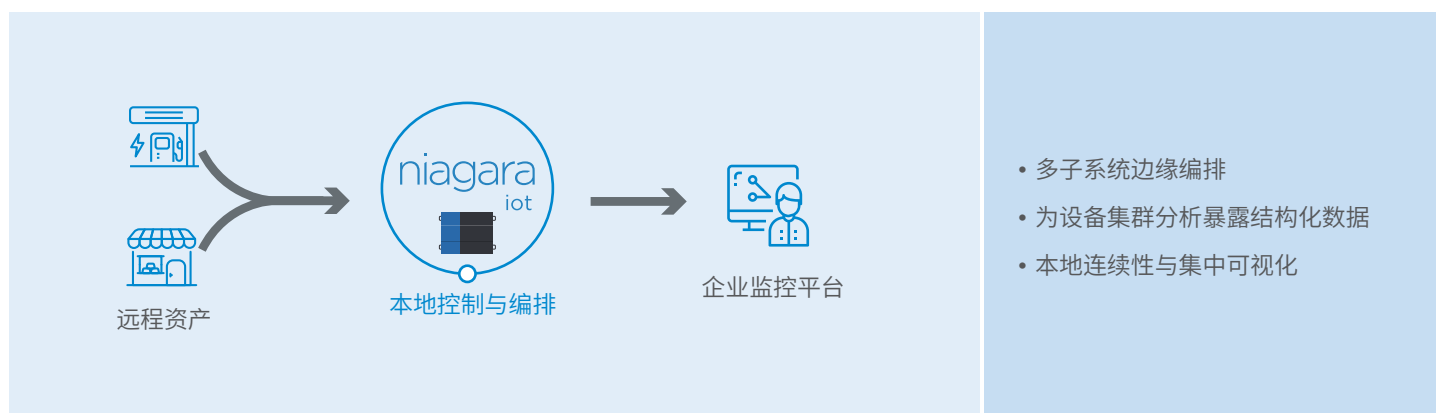 niagara
iot
远程资产
本地控制与编排
企业监控平台
• 多子系统边缘编排
• 为设备集群分析暴露结构化数据
• 本地连续性与集中可视化